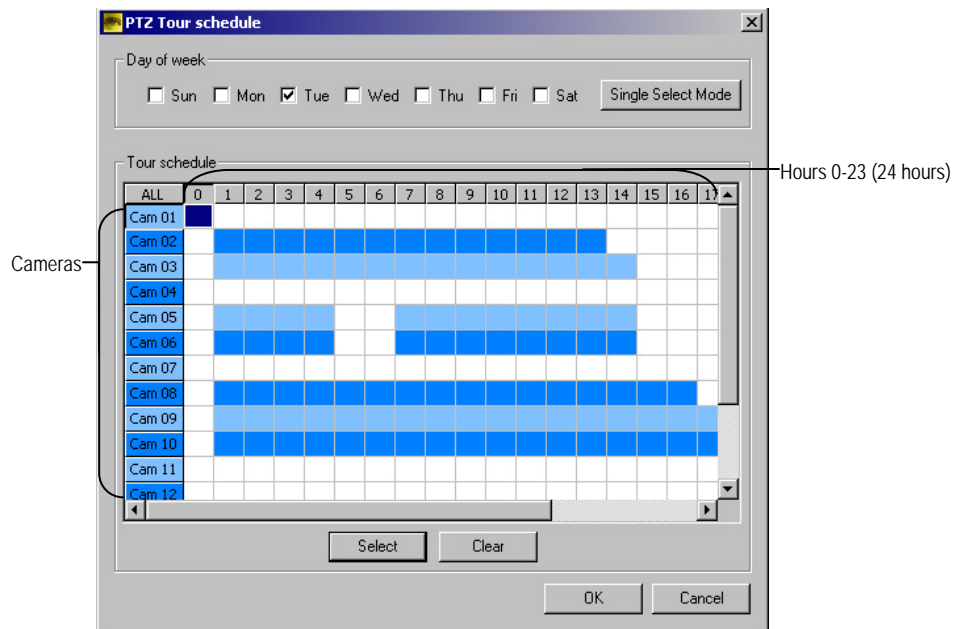 PTZ Tour schedule
Day of week
Sun Mon Tue Wed Thu Fri Sat Single Select Mode
Tour schedule
Hours 0-23 (24 hours)
ALL 0 1 2 3 4 5 6 7 8 9 10 11 12 13 14 15 16 17
Cam 01
Cam 02
Cameras
Cam 03
Cam 04
Cam 05
Cam 06
Cam 07
Cam 08
Cam 09
Cam 10
Cam 11
Cam 12
Select Clear
OK Cancel